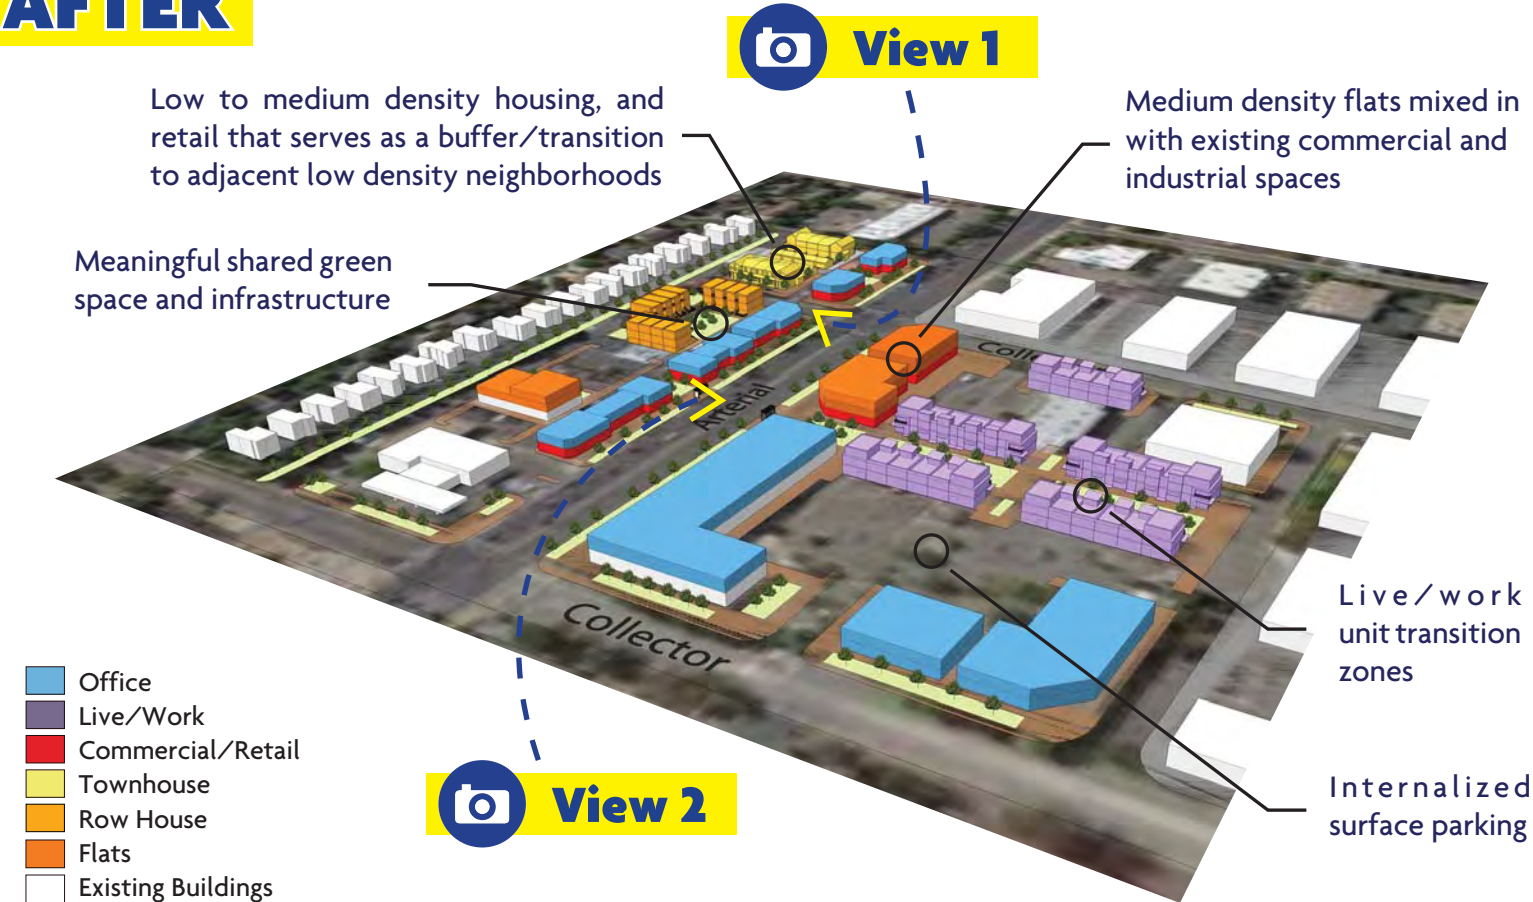 AFTER
View 1
Low to medium density housing, and
retail that serves as a buffer/transition
to adjacent low density neighborhoods
Medium density flats mixed in
with existing commercial and
industrial spaces
Meaningful shared green
space and infrastructure
Arterial
Collector
Live/work
unit transition
zones
Internalized
surface parking
View 2
Office
Live/Work
Commercial/Retail
Townhouse
Row House
Flats
Existing Buildings